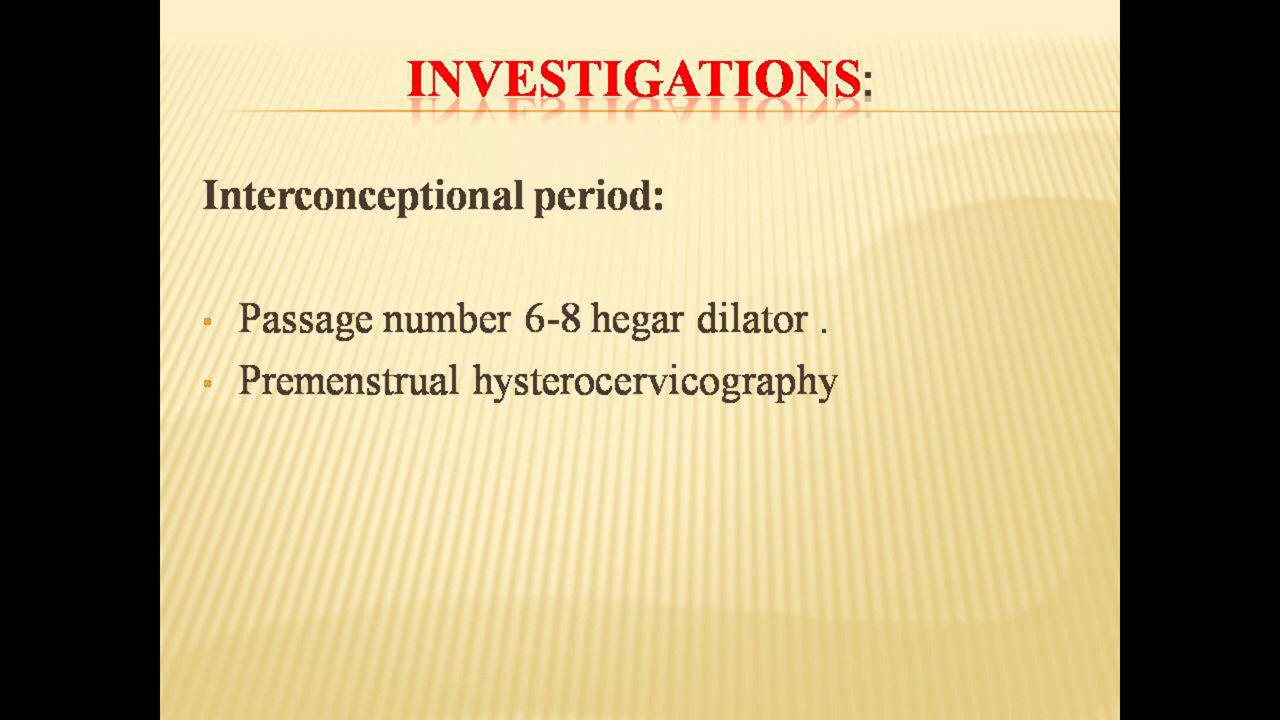 INVESTIGATIONS:
Interconceptional period:
Passage number 6-8 hegar dilator .
Premenstrual hysterocervicography